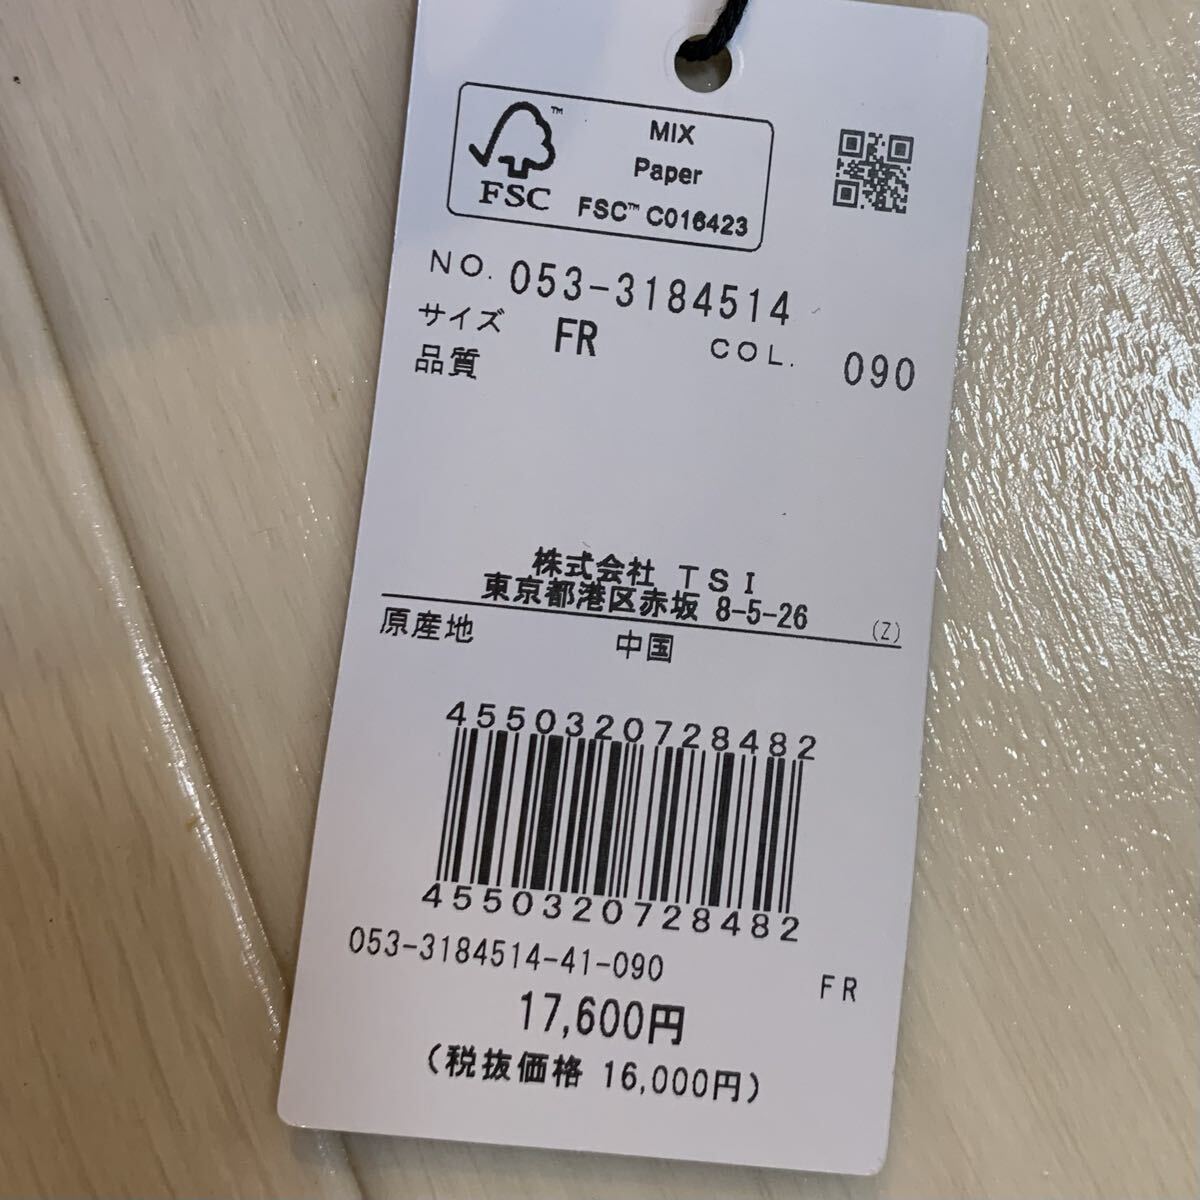 MIX
Paper
FSC™ C016423
™
FSC
NO. 053-3184514
サイズ FR COL. 090
品質
株式会社 TSI
東京都港区赤坂 8-5-26 (Z)
原産地 中国
4550320728482
4550320728482
053-3184514-41-090
FR
17,600円
(税抜価格 16,000円)